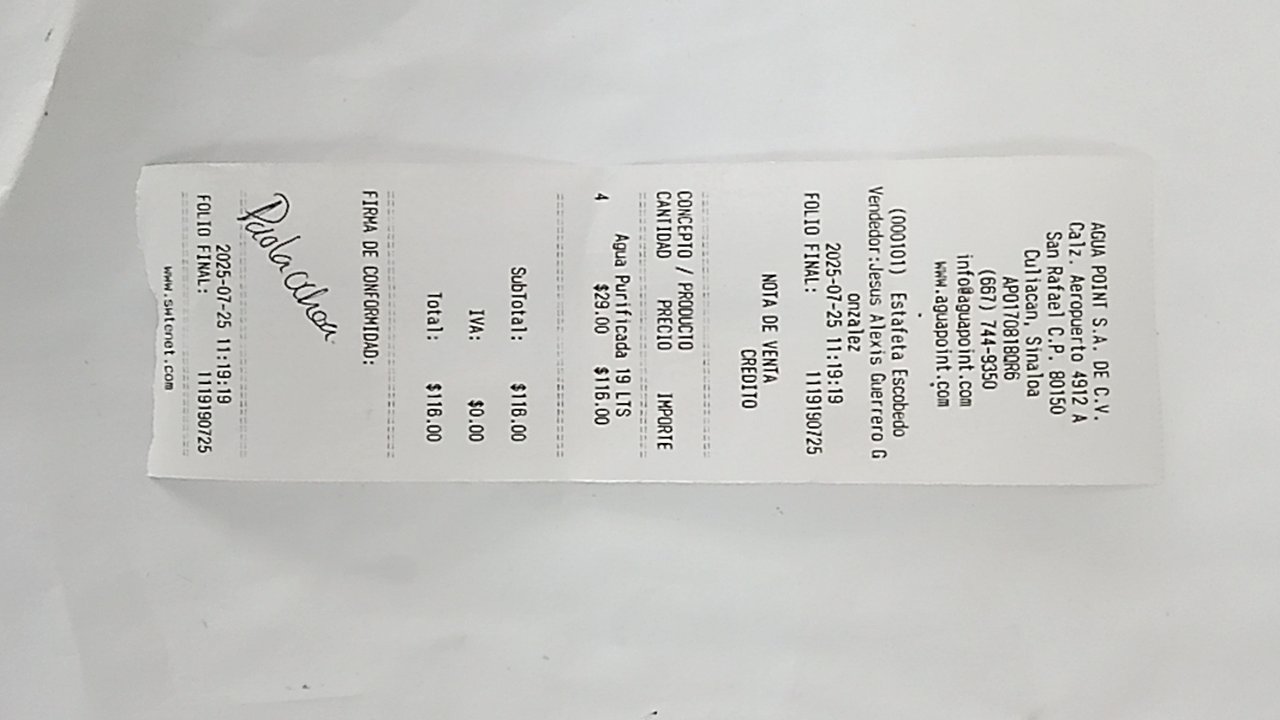 AGUA POINT S.A. DE C.V.
Calz. Aeropuerto 4912 A
San Rafael C.P. 80150
Culiacan, Sinaloa
APO170818QR6
(667) 744-9350
info@aguapoint.com
www.aguapoint.com
(000101) Estafeta Escobedo
Vendedor:Jesus Alexis Guerrero G
onzalez
2025-07-25 11:19:19
FOLIO FINAL: 1119190725
NOTA DE VENTA
CREDITO
CONCEPTO / PRODUCTO
CANTIDAD PRECIO IMPORTE
Agua Purificada 19 LTS
4 $29.00 $116.00
SubTotal: $116.00
IVA: $0.00
Total: $116.00
FIRMA DE CONFORMIDAD:
Paola Ochoa
2025-07-25 11:19:19
FOLIO FINAL: 1119190725
www.swtonet.com